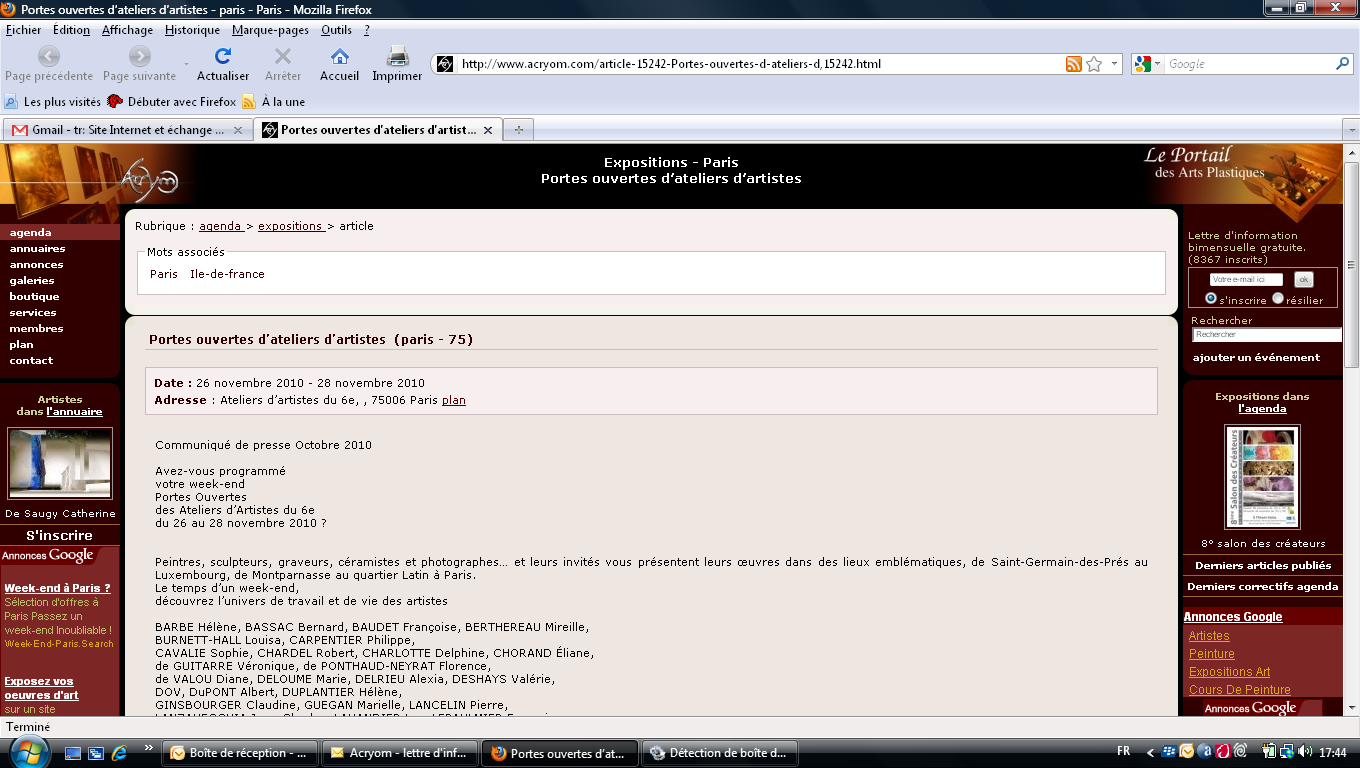 Portes ouvertes d'ateliers d'artistes - paris - Paris - Mozilla Firefox
Fichier Édition Affichage Historique Marque-pages Outils ?
Page précédente Page suivante Actualiser Arrêter Accueil Imprimer http://www.acryom.com/article-15242-Portes-ouvertes-d-ateliers-d,15242.html Google
Les plus visités Débuter avec Firefox À la une
Gmail - tr: Site Internet et échange ... Portes ouvertes d'ateliers d'artist...
Acryom
Expositions - Paris
Portes ouvertes d’ateliers d’artistes
Le Portail
des Arts Plastiques
agenda
annuaires
annonces
galeries
boutique
services
membres
plan
contact
Artistes
dans l'annuaire
De Saugy Catherine
S'inscrire
Annonces Google
Week-end à Paris ?
Sélection d'offres à
Paris Passez un
week-end Inoubliable !
Week-End-Paris.Search
Exposez vos
oeuvres d'art
sur un site
Rubrique : agenda > expositions > article
Mots associés
Paris Ile-de-france
Portes ouvertes d’ateliers d’artistes (paris - 75)
Date : 26 novembre 2010 - 28 novembre 2010
Adresse : Ateliers d’artistes du 6e, , 75006 Paris plan
Communiqué de presse Octobre 2010
Avez-vous programmé
votre week-end
Portes Ouvertes
des Ateliers d’Artistes du 6e
du 26 au 28 novembre 2010 ?
Peintres, sculpteurs, graveurs, céramistes et photographes... et leurs invités vous présentent leurs œuvres dans des lieux emblématiques, de Saint-Germain-des-Prés au
Luxembourg, de Montparnasse au quartier Latin à Paris.
Le temps d’un week-end,
découvrez l’univers de travail et de vie des artistes
BARBE Hélène, BASSAC Bernard, BAUDET Françoise, BERTHEREAU Mireille,
BURNETT-HALL Louisa, CARPENTIER Philippe,
CAVALIE Sophie, CHARDEL Robert, CHARLOTTE Delphine, CHORAND Éliane,
de GUITARRE Véronique, de PONTHAUD-NEYRAT Florence,
de VALOU Diane, DELOUME Marie, DELRIEU Alexia, DESHAYS Valérie,
DOV, DuPONT Albert, DUPLANTIER Hélène,
GINSBOURGER Claudine, GUEGAN Marielle, LANCELIN Pierre,
Lettre d'information
bimensuelle gratuite.
(8367 inscrits)
Votre e-mail ici ok
s'inscrire résilier
Rechercher
Rechercher
ajouter un événement
Expositions dans
l'agenda
8ème Salon des Créateurs
8° salon des créateurs
Derniers articles publiés
Derniers correctifs agenda
Annonces Google
Artistes
Peinture
Expositions Art
Cours De Peinture
Annonces Google
Terminé
Boîte de réception - ... Acryom - lettre d'inf... Portes ouvertes d'at... Détection de boîte d... FR 17:44